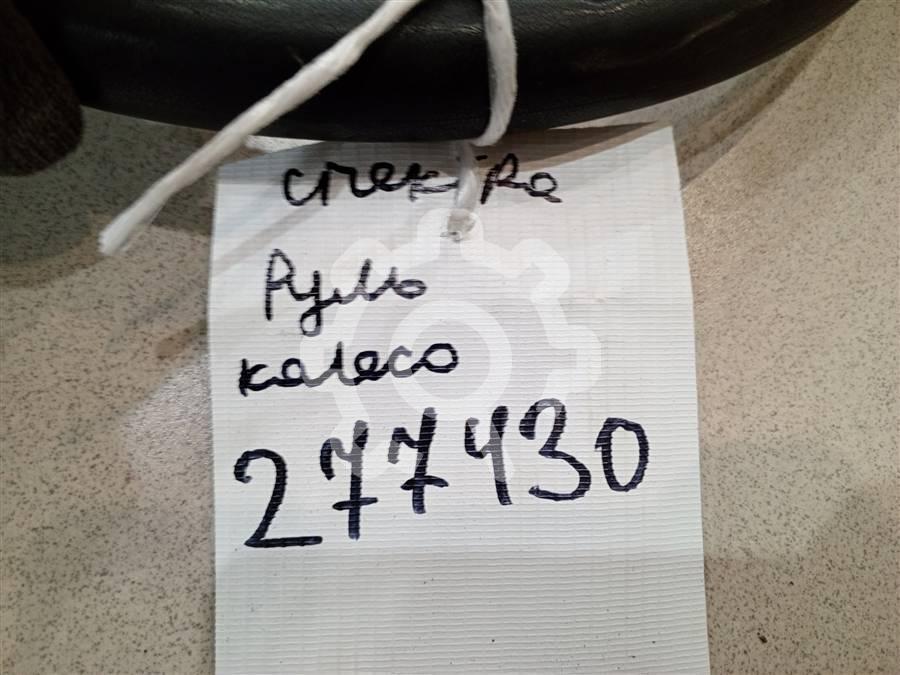 спектра
Руль
колесо
277430